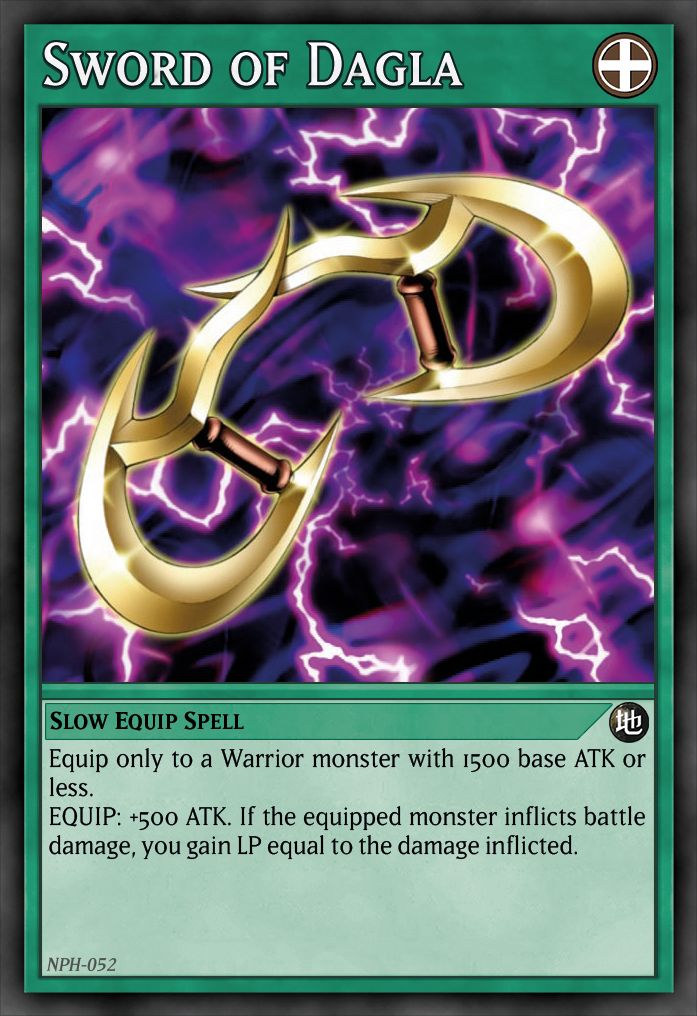 Sword of Dagla
Slow Equip Spell
Equip only to a Warrior monster with 1500 base ATK or
less.
EQUIP: +500 ATK. If the equipped monster inflicts battle
damage, you gain LP equal to the damage inflicted.
NPH-052